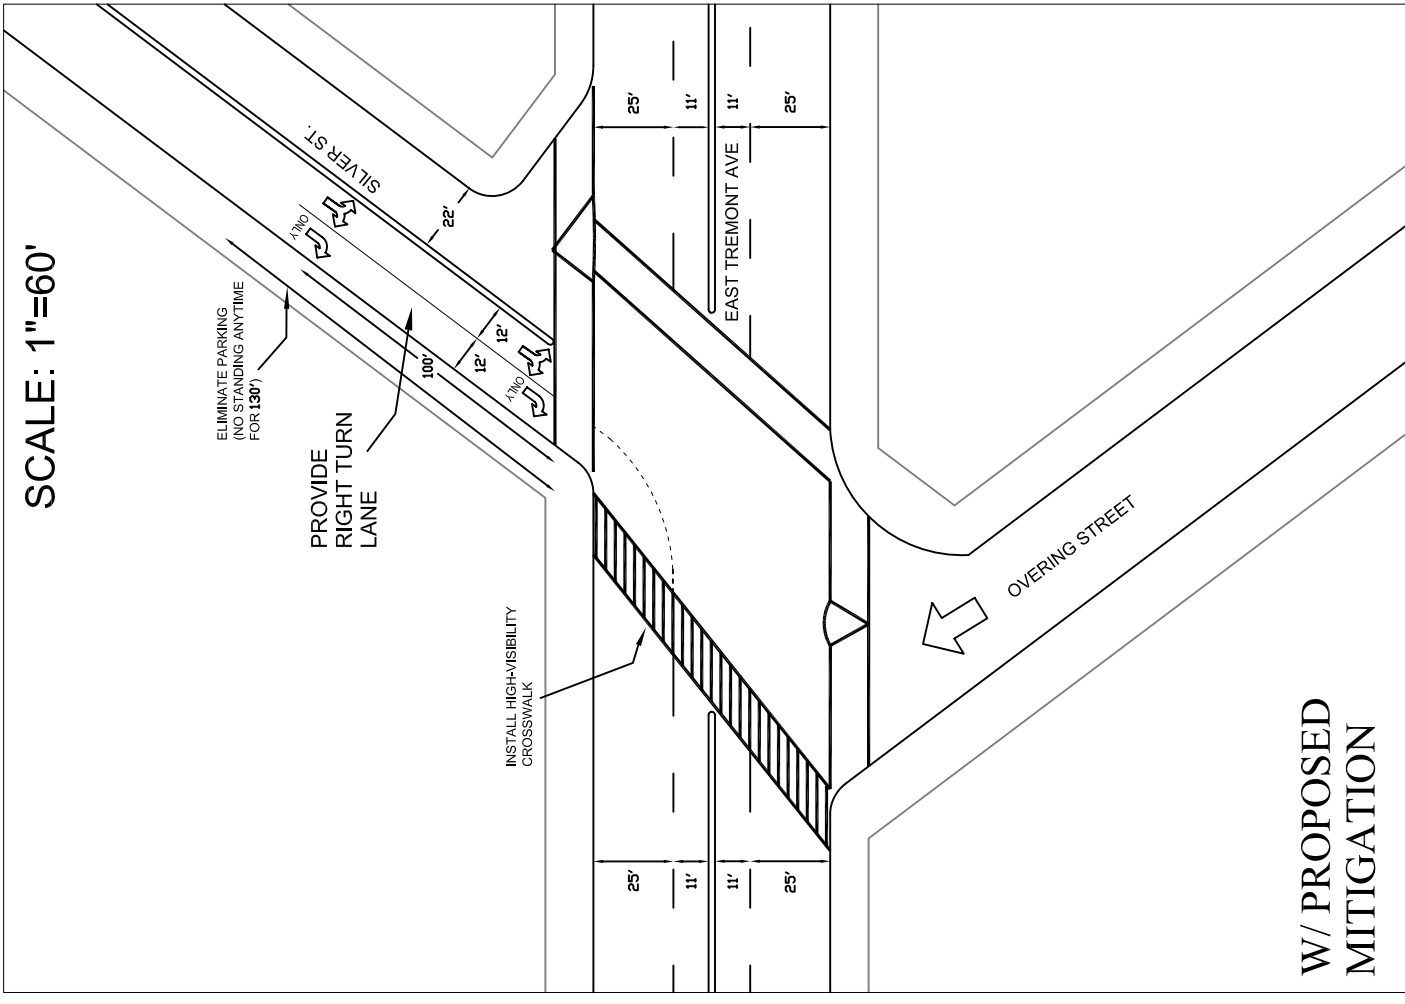 SCALE: 1"=60'
ELIMINATE PARKING
(NO STANDING ANYTIME
FOR 130')
PROVIDE
RIGHT TURN
LANE
SILVER ST.
ONLY
22'
100'
12'
12'
ONLY
25'
11'
11'
25'
EAST TREMONT AVE
INSTALL HIGH-VISIBILITY
CROSSWALK
25'
11'
11'
25'
OVERING STREET
W/ PROPOSED
MITIGATION